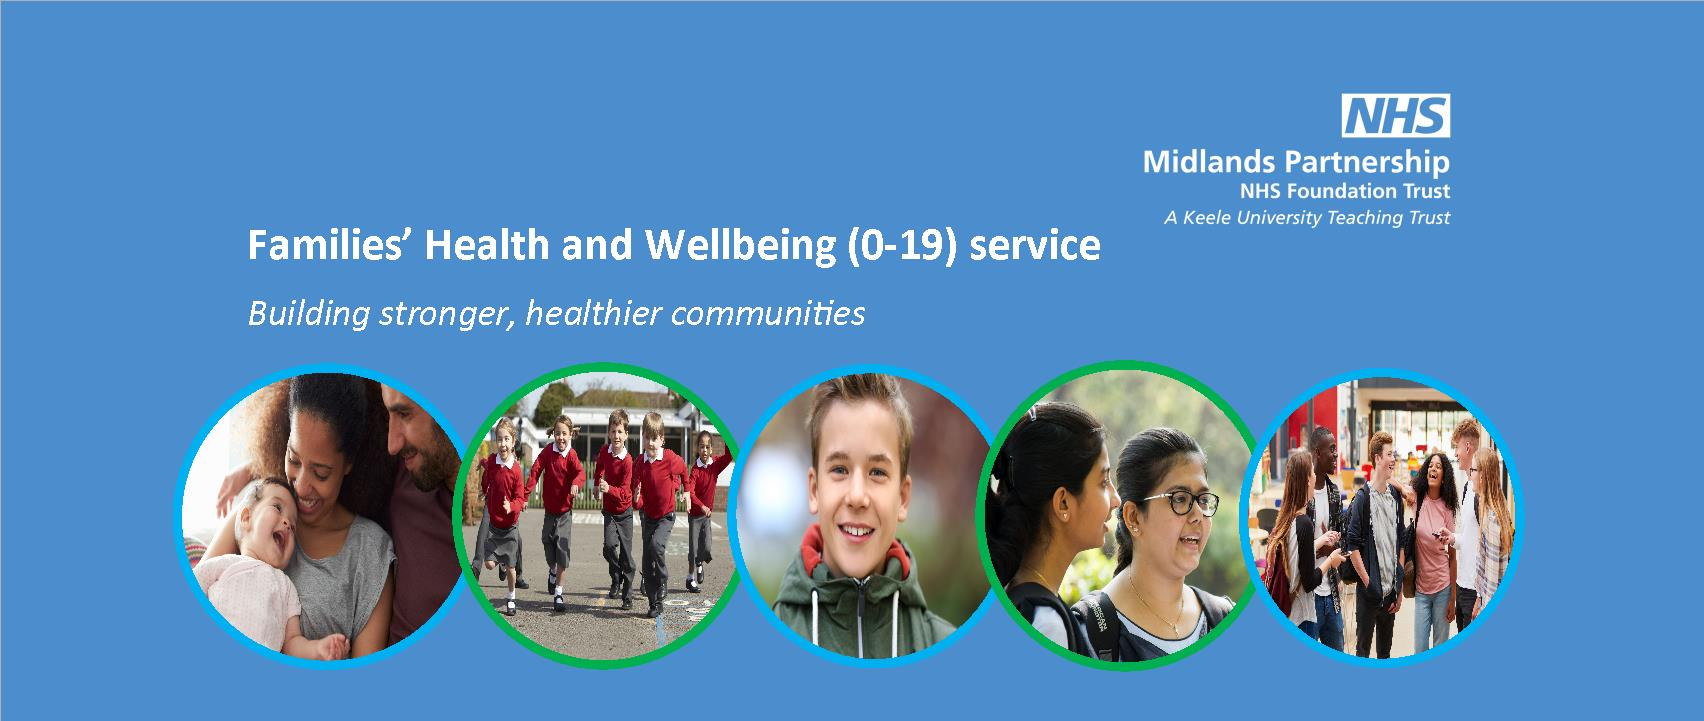 NHS
Midlands Partnership
NHS Foundation Trust
A Keele University Teaching Trust
Families’ Health and Wellbeing (0-19) service
Building stronger, healthier communities